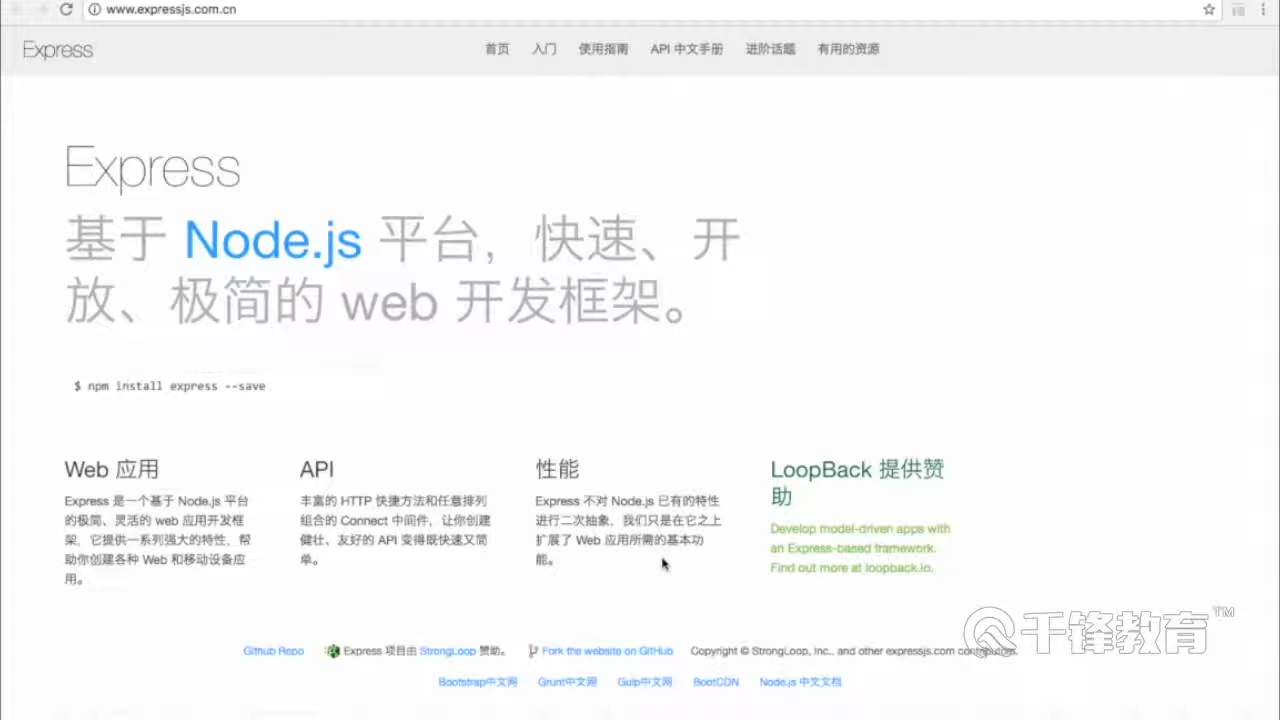 www.expressjs.com.cn
Express
首页 入门 使用指南 API 中文手册 进阶话题 有用的资源
Express
基于 Node.js 平台，快速、开
放、极简的 web 开发框架。
$ npm install express --save
Web 应用
Express 是一个基于 Node.js 平台
的极简、灵活的 web 应用开发框
架，它提供一系列强大的特性，帮
助你创建各种 Web 和移动设备应
用。
API
丰富的 HTTP 快捷方法和任意排列
组合的 Connect 中间件，让你创建
健壮、友好的 API 变得既快速又简
单。
性能
Express 不对 Node.js 已有的特性
进行二次抽象，我们只是在它之上
扩展了 Web 应用所需的基本功
能。
LoopBack 提供赞
助
Develop model-driven apps with
an Express-based framework.
Find out more at loopback.io.
千锋教育™
Github Repo Express 项目由 StrongLoop 赞助。 Fork the website on GitHub Copyright © StrongLoop, Inc., and other expressjs.com contributors.
Bootstrap中文网 Grunt中文网 Gulp中文网 BootCDN Node.js 中文文档